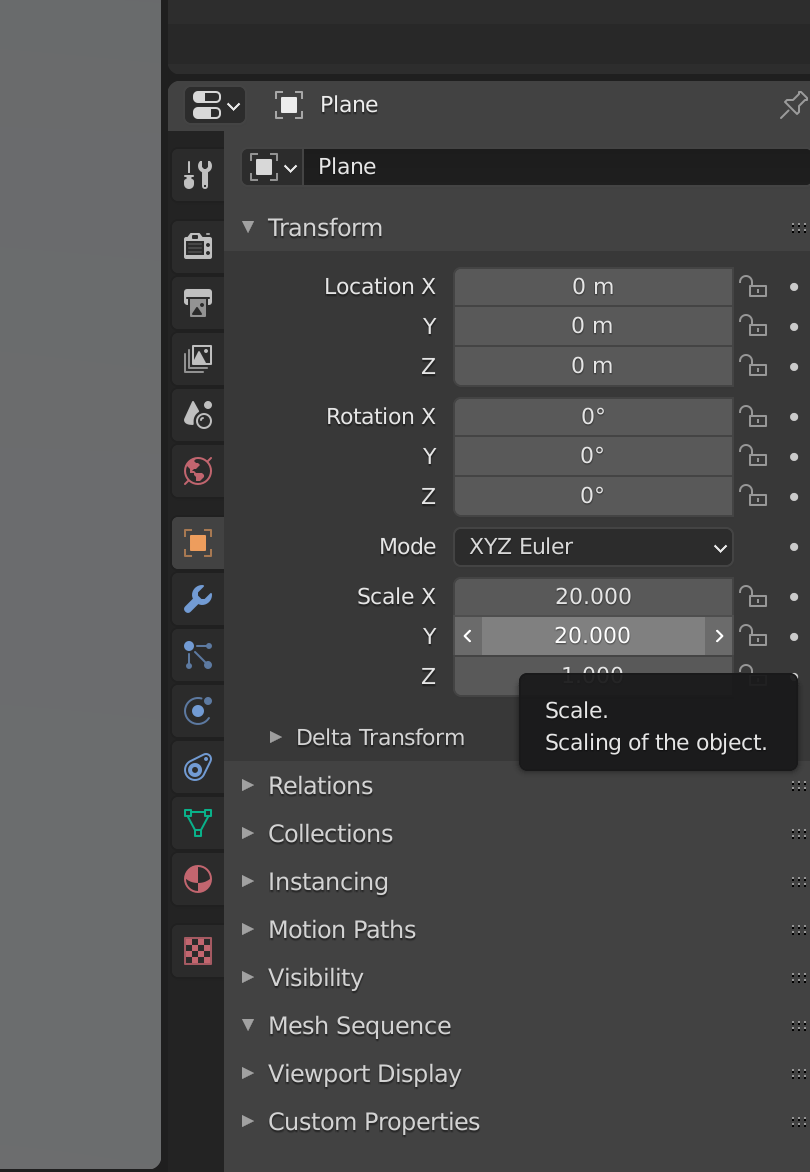 Plane
Plane
Transform
Location X 0 m
Y 0 m
Z 0 m
Rotation X 0°
Y 0°
Z 0°
Mode XYZ Euler
Scale X 20.000
Y 20.000
Z 1.000
Scale.
Scaling of the object.
Delta Transform
Relations
Collections
Instancing
Motion Paths
Visibility
Mesh Sequence
Viewport Display
Custom Properties